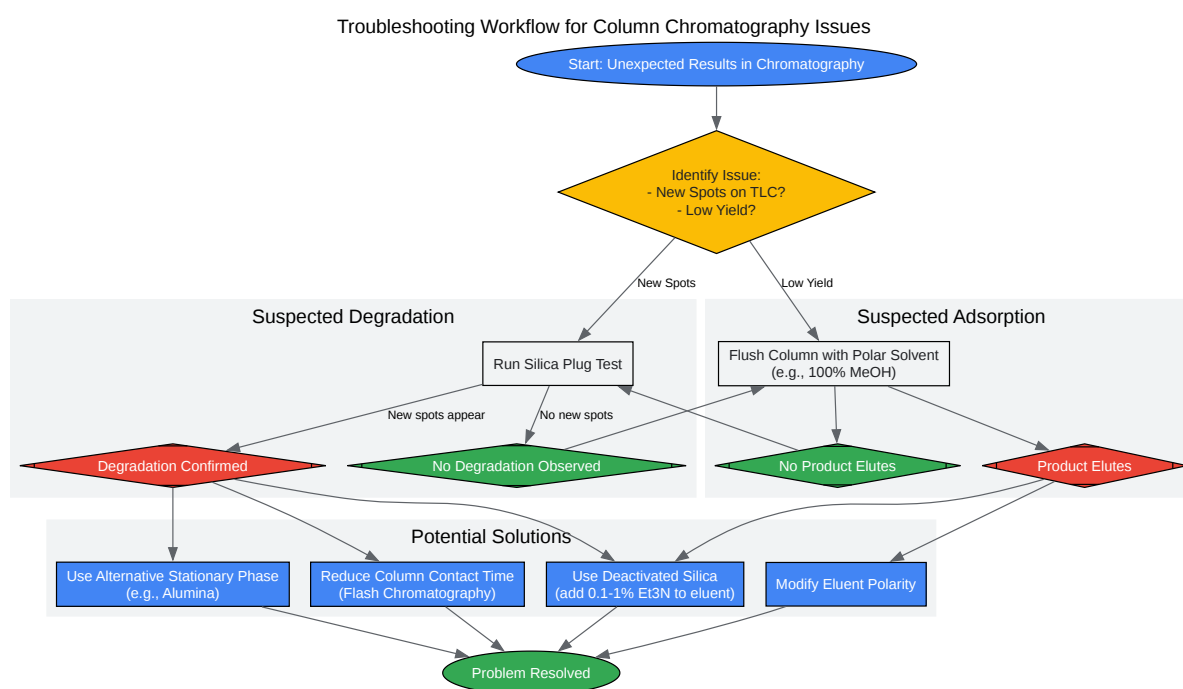 Troubleshooting Workflow for Column Chromatography Issues
Start: Unexpected Results in Chromatography
Identify Issue:
- New Spots on TLC?
- Low Yield?
New Spots
Low Yield
Suspected Degradation
Suspected Adsorption
Run Silica Plug Test
Flush Column with Polar Solvent
(e.g., 100% MeOH)
New spots appear
No new spots
Degradation Confirmed
No Degradation Observed
No Product Elutes
Product Elutes
Potential Solutions
Use Alternative Stationary Phase
(e.g., Alumina)
Reduce Column Contact Time
(Flash Chromatography)
Use Deactivated Silica
(add 0.1-1% Et3N to eluent)
Modify Eluent Polarity
Problem Resolved